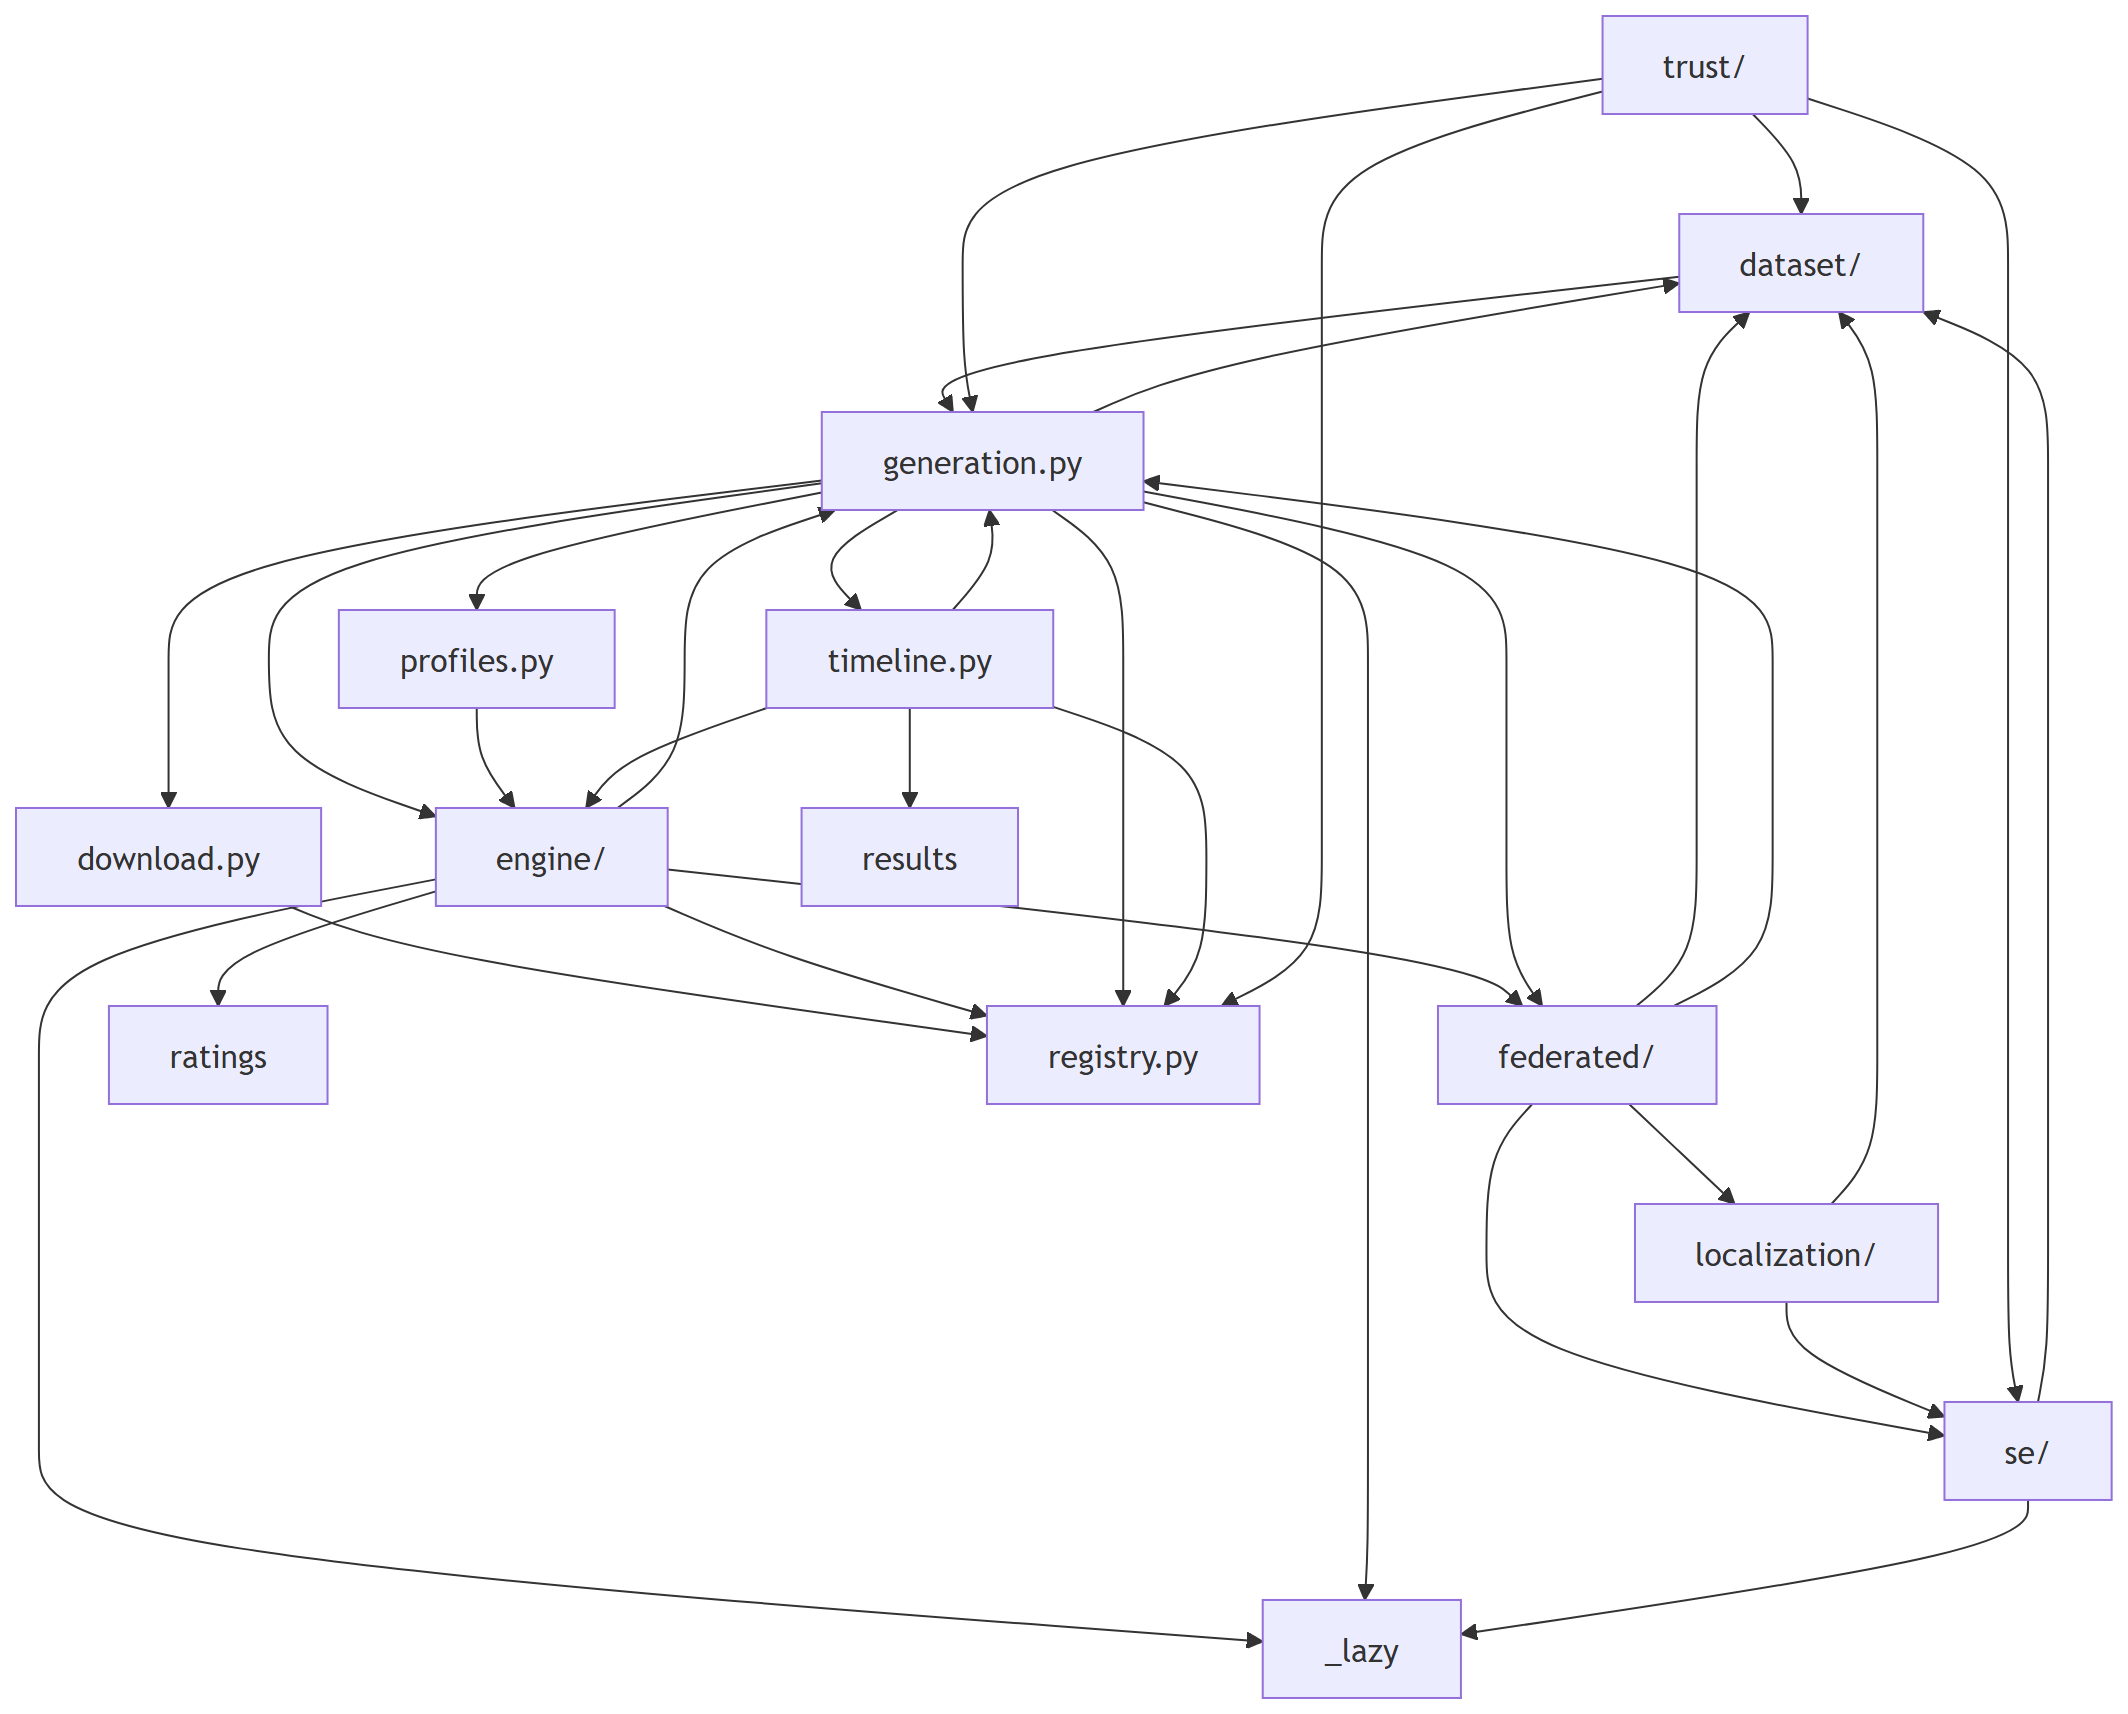 trust/
dataset/
generation.py
profiles.py
timeline.py
download.py
engine/
results
ratings
registry.py
federated/
localization/
se/
_lazy